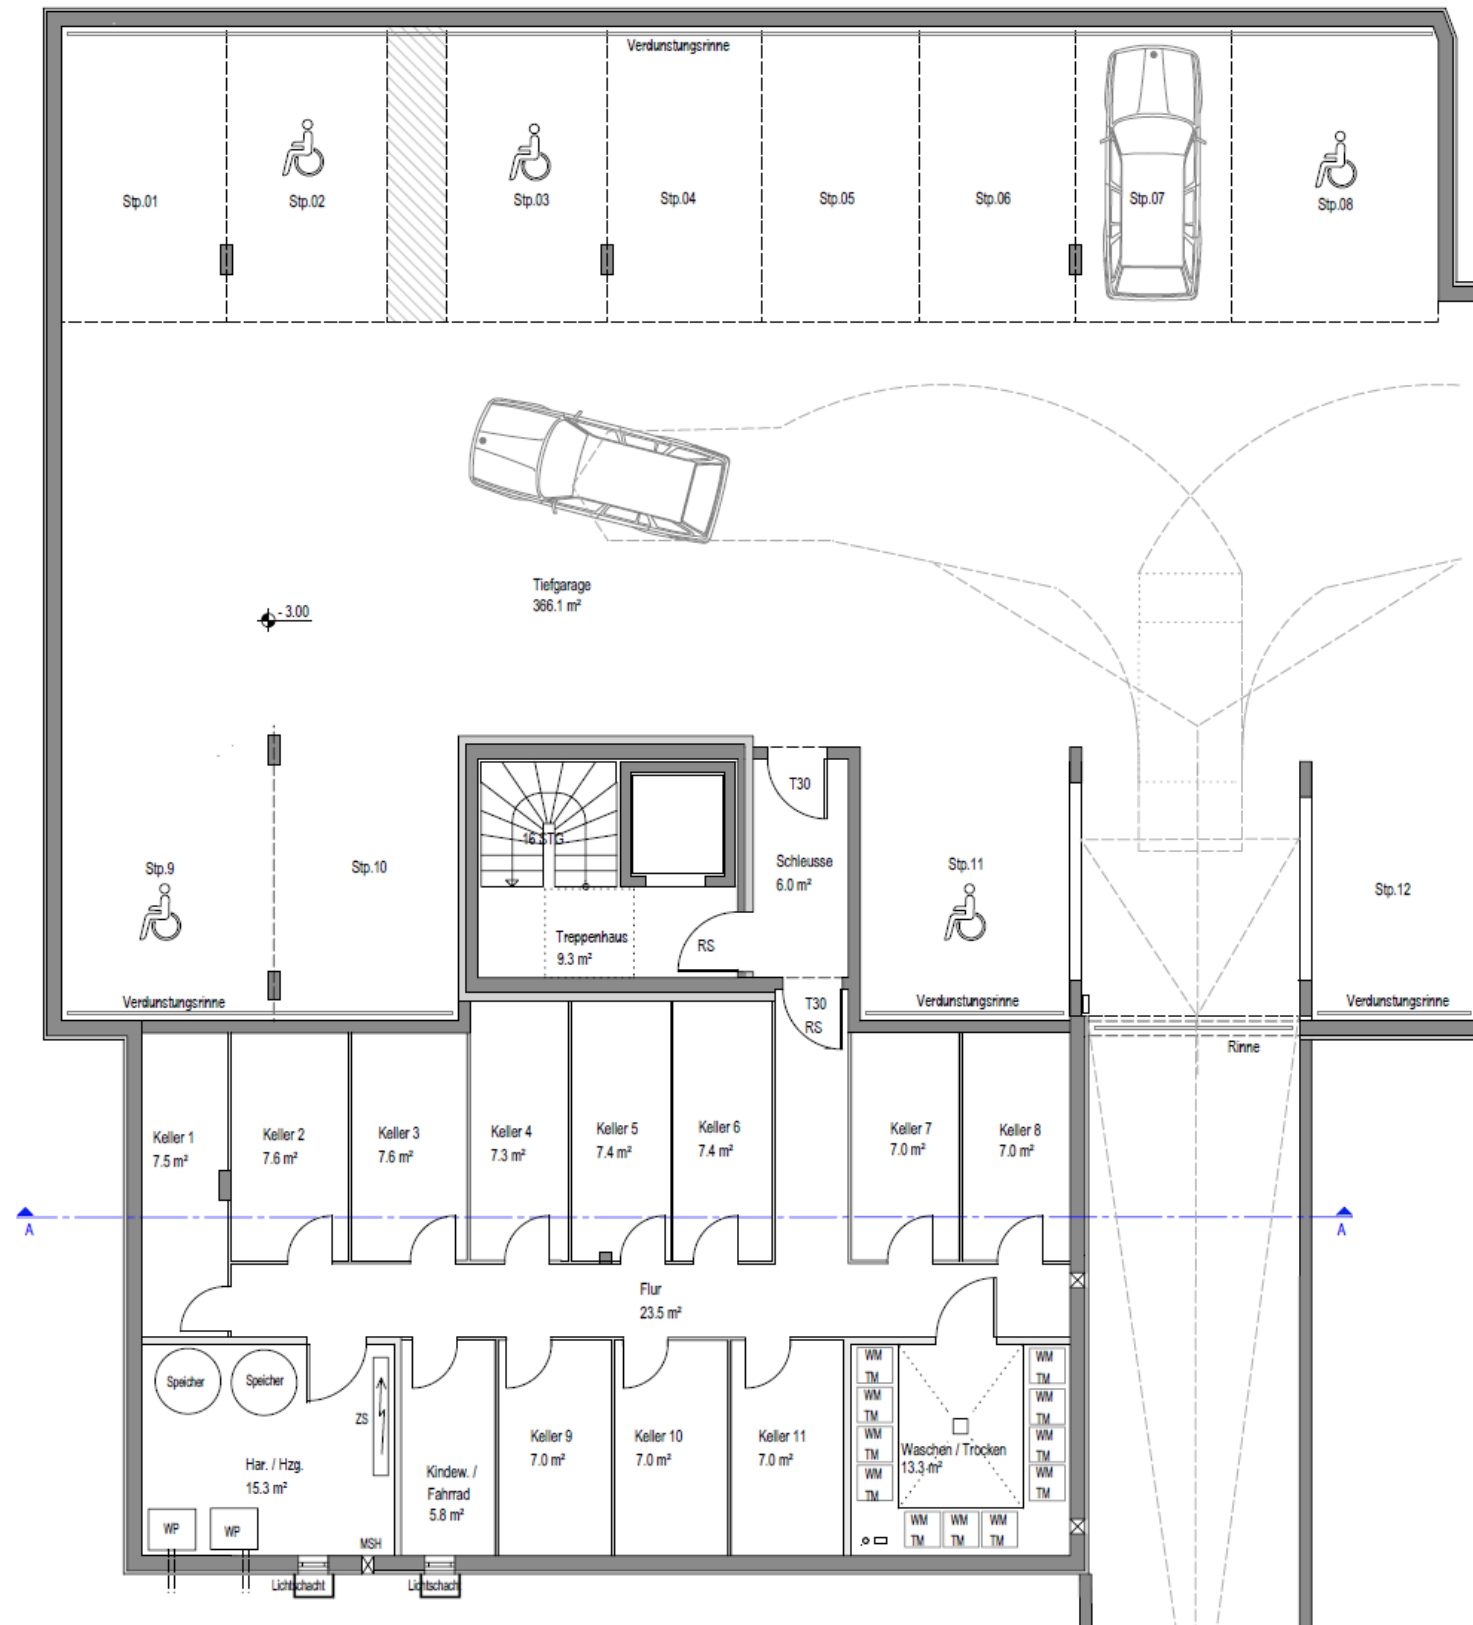 Verdunstungsrinne
Stp.01
Stp.02
Stp.03
Stp.04
Stp.05
Stp.06
Stp.07
Stp.08
Tiefgarage
366.1 m²
- 3.00
T30
16 STG
Schleusse
6.0 m²
Stp.9
Stp.10
Stp.11
Stp.12
Treppenhaus
9.3 m²
RS
Verdunstungsrinne
T30
RS
Verdunstungsrinne
Verdunstungsrinne
Rinne
Keller 1
7.5 m²
Keller 2
7.6 m²
Keller 3
7.6 m²
Keller 4
7.3 m²
Keller 5
7.4 m²
Keller 6
7.4 m²
Keller 7
7.0 m²
Keller 8
7.0 m²
A
A
Flur
23.5 m²
Speicher
Speicher
ZS
Har. / Hzg.
15.3 m²
WP
WP
MSH
Kindew. /
Fahrrad
5.8 m²
Keller 9
7.0 m²
Keller 10
7.0 m²
Keller 11
7.0 m²
WM
TM
WM
TM
WM
TM
WM
TM
Waschen / Trocken
13.3 m²
WM
TM
WM
TM
WM
TM
WM
TM
WM
TM
WM
TM
WM
TM
Lichtschacht
Lichtschacht